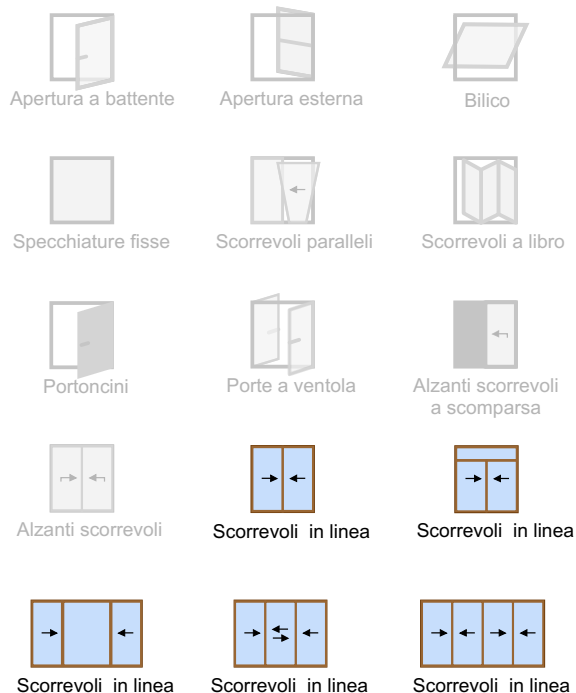 Apertura a battente
Apertura esterna
Bilico
Specchiature fisse
Scorrevoli paralleli
Scorrevoli a libro
Portoncini
Porte a ventola
Alzanti scorrevoli
a scomparsa
Alzanti scorrevoli
Scorrevoli in linea
Scorrevoli in linea
Scorrevoli in linea
Scorrevoli in linea
Scorrevoli in linea